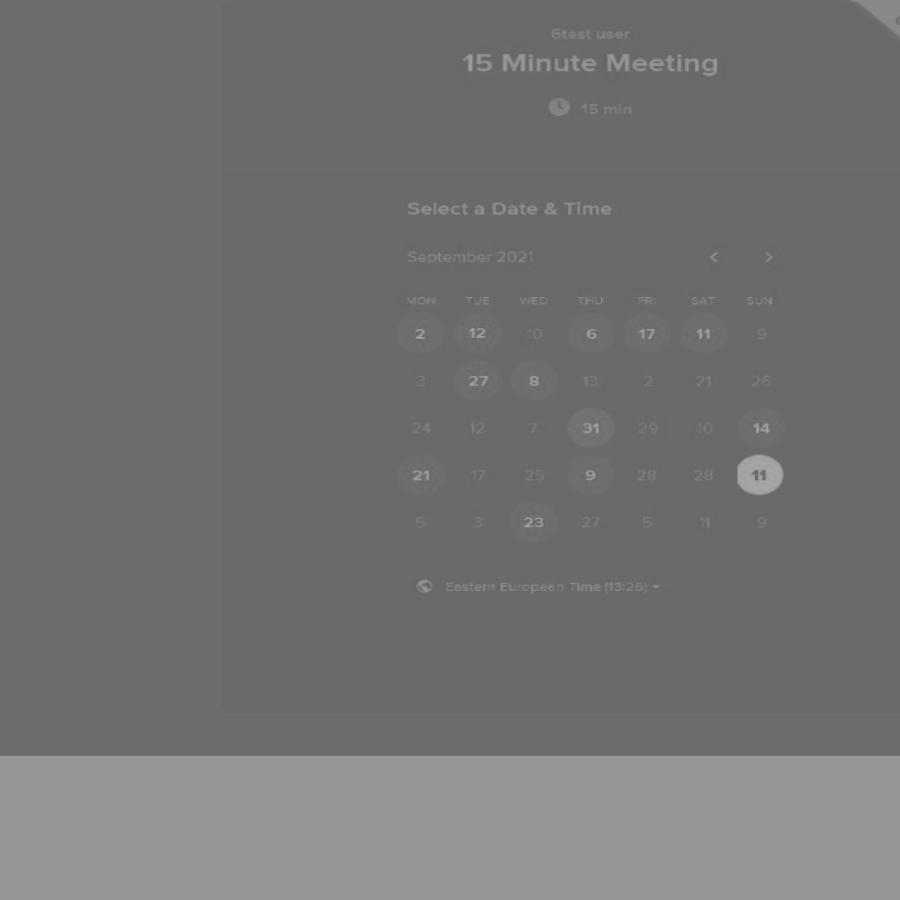 6test user
15 Minute Meeting
15 min
Select a Date & Time
September 2021
MON TUE WED THU FRI SAT SUN
2 12 10 6 17 11 9
3 27 8 13 2 21 26
24 12 7 31 29 10 14
21 17 25 9 28 28 11
5 3 23 27 5 11 9
Eastern European Time (13:26)